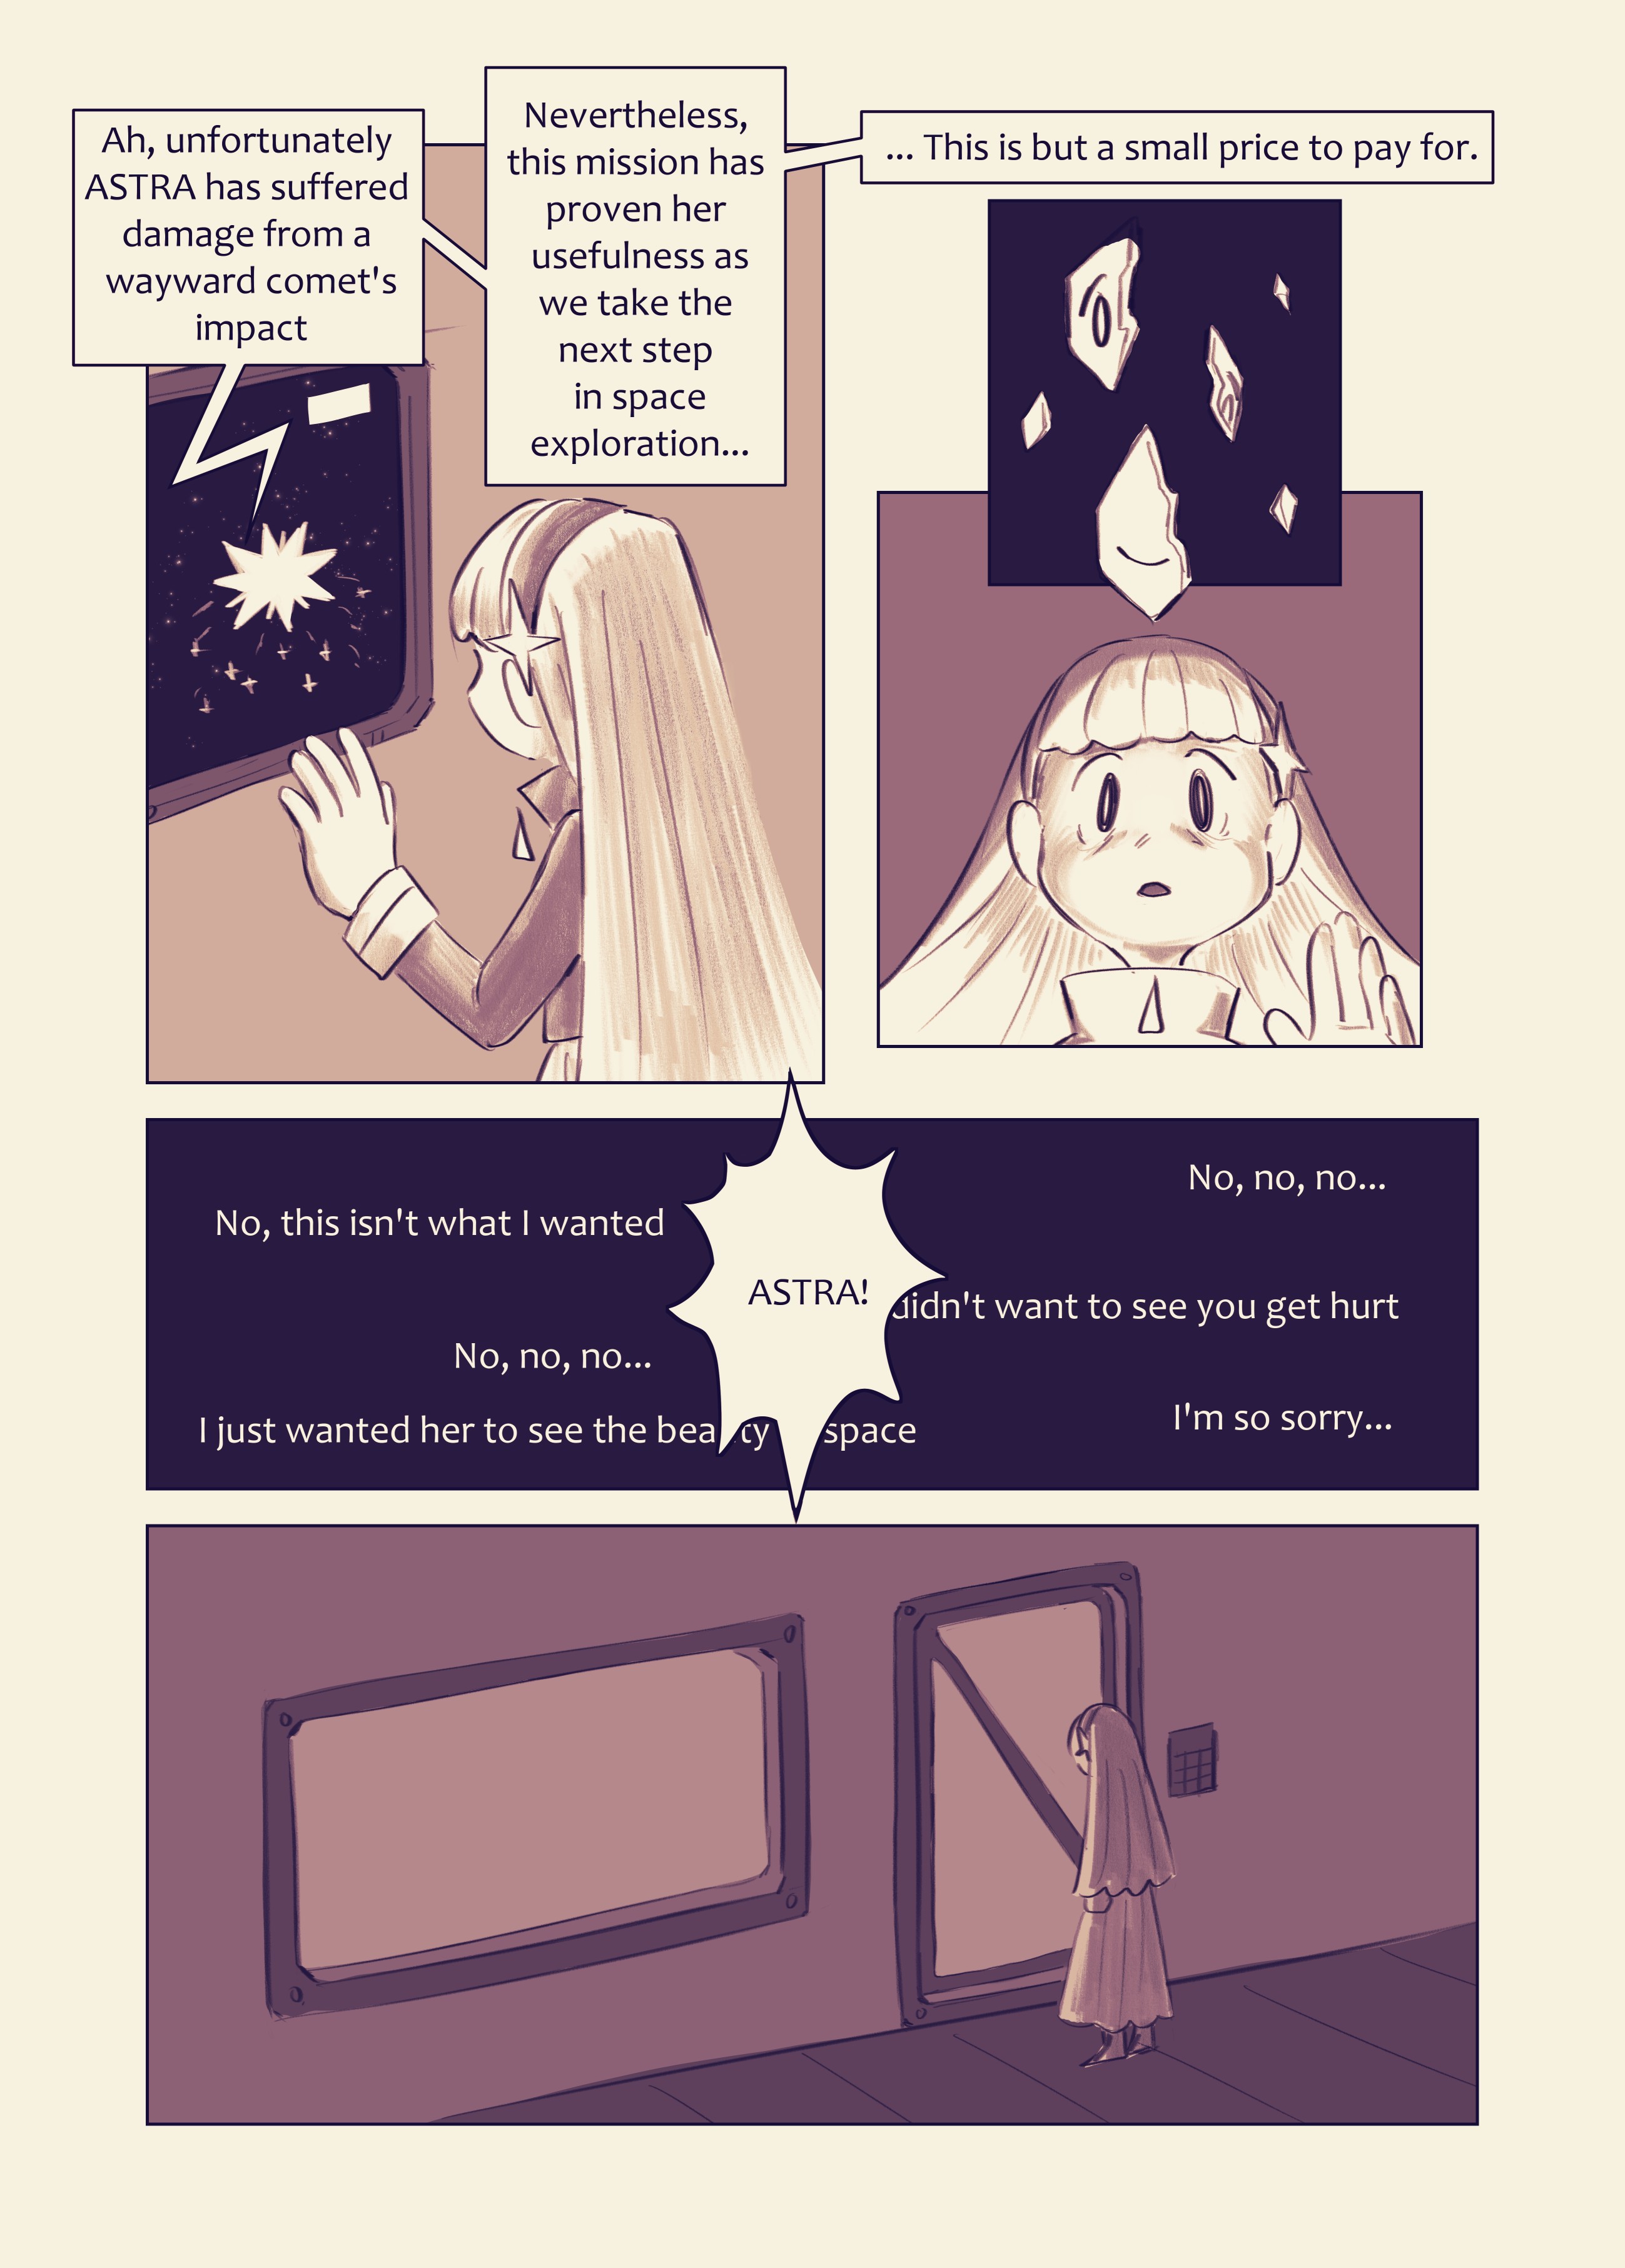 Ah, unfortunately
ASTRA has suffered
damage from a
wayward comet's
impact
Nevertheless,
this mission has
proven her
usefulness as
we take the
next step
in space
exploration...
... This is but a small price to pay for.
No, this isn't what I wanted
No, no, no...
I just wanted her to see the beauty space
ASTRA!
No, no, no...
didn't want to see you get hurt
I'm so sorry...